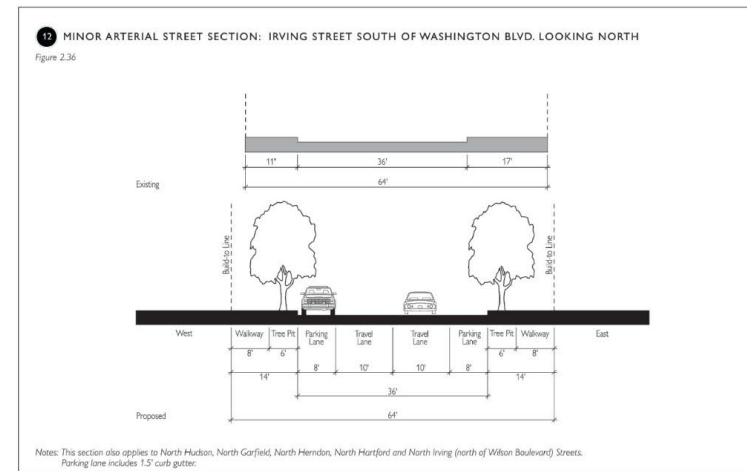 12 MINOR ARTERIAL STREET SECTION: IRVING STREET SOUTH OF WASHINGTON BLVD. LOOKING NORTH
Figure 2.36
11" 36' 17'
Existing
64'
Build-to Line
Build-to Line
West Walkway Tree Pit Parking Lane Travel Lane Travel Lane Parking Lane Tree Pit Walkway East
8' 6' 8' 10' 10' 8' 6' 8'
14' 14'
36'
Proposed
64'
Notes: This section also applies to North Hudson, North Garfield, North Herndon, North Hartford and North Irving (north of Wilson Boulevard) Streets.
Parking lane includes 1.5' curb gutter.